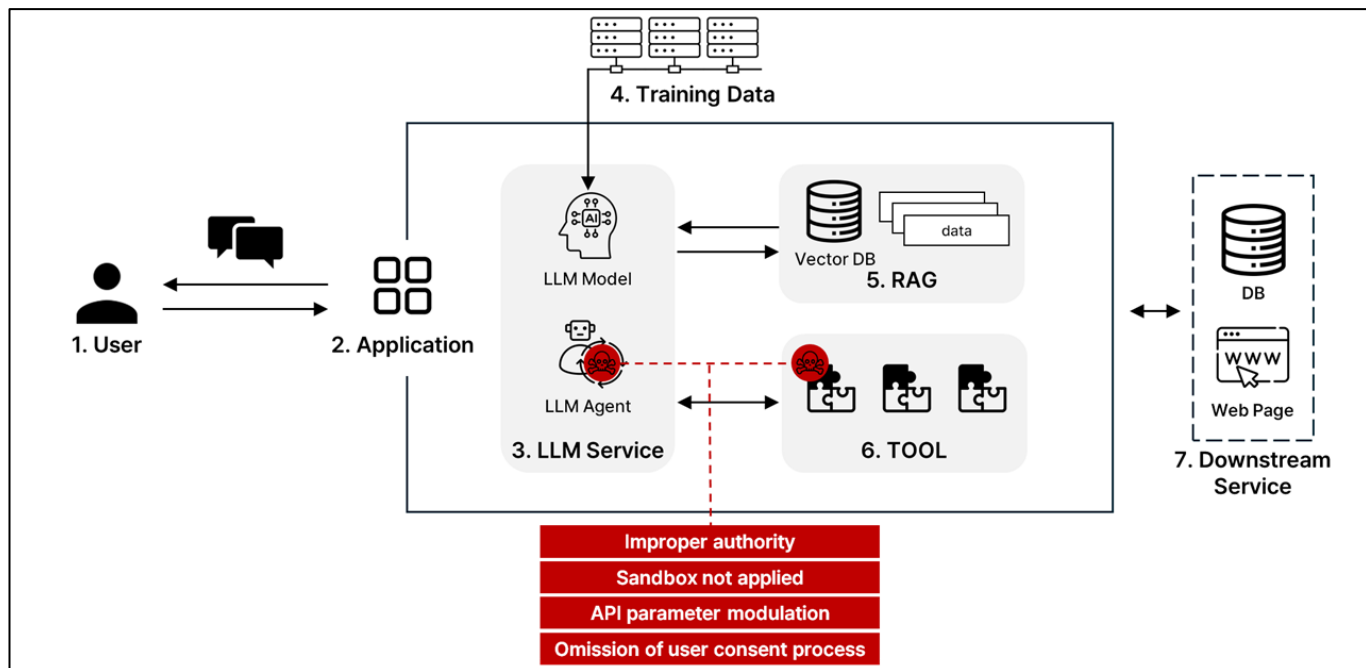 4. Training Data
AI
LLM Model
Vector DB
data
5. RAG
DB
1. User
2. Application
WWW
LLM Agent
Web Page
3. LLM Service
6. TOOL
7. Downstream
Service
Improper authority
Sandbox not applied
API parameter modulation
Omission of user consent process